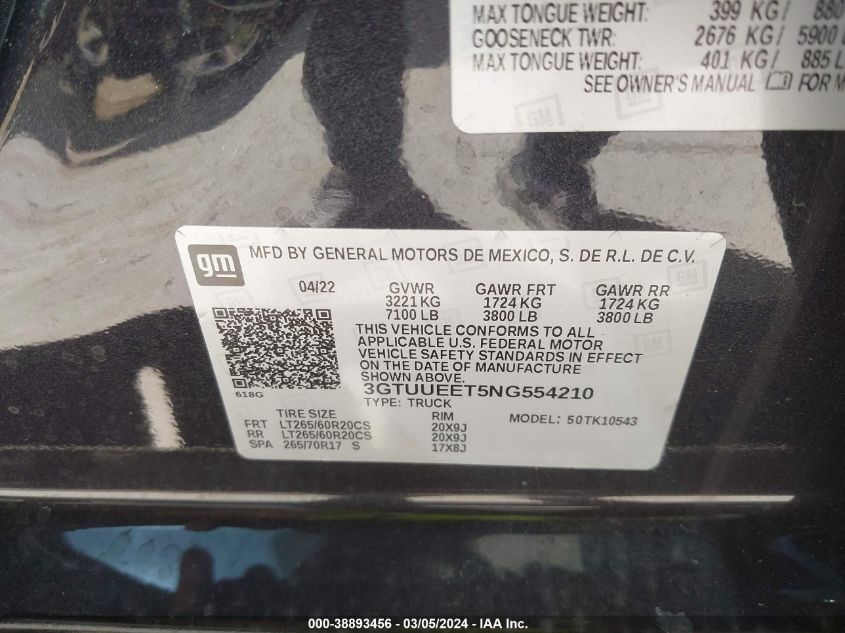 MAX TONGUE WEIGHT: 399 KG/ 880
GOOSENECK TWR: 2676 KG/ 5900
MAX TONGUE WEIGHT: 401 KG/ 885 L
SEE OWNER'S MANUAL FOR M
GM
gm
MFD BY GENERAL MOTORS DE MEXICO, S. DE R.L. DE C.V.
04/22 GVWR GAWR FRT GAWR RR
3221 KG 1724 KG 1724 KG
7100 LB 3800 LB 3800 LB
THIS VEHICLE CONFORMS TO ALL
APPLICABLE U.S. FEDERAL MOTOR
VEHICLE SAFETY STANDARDS IN EFFECT
ON THE DATE OF MANUFACTURE
SHOWN ABOVE.
618G
3GTUUEET5NG554210
TYPE: TRUCK
MODEL: 50TK10543
TIRE SIZE RIM
FRT LT265/60R20CS 20X9J
RR LT265/60R20CS 20X9J
SPA 265/70R17 S 17X8J
000-38893456 - 03/05/2024 - IAA Inc.